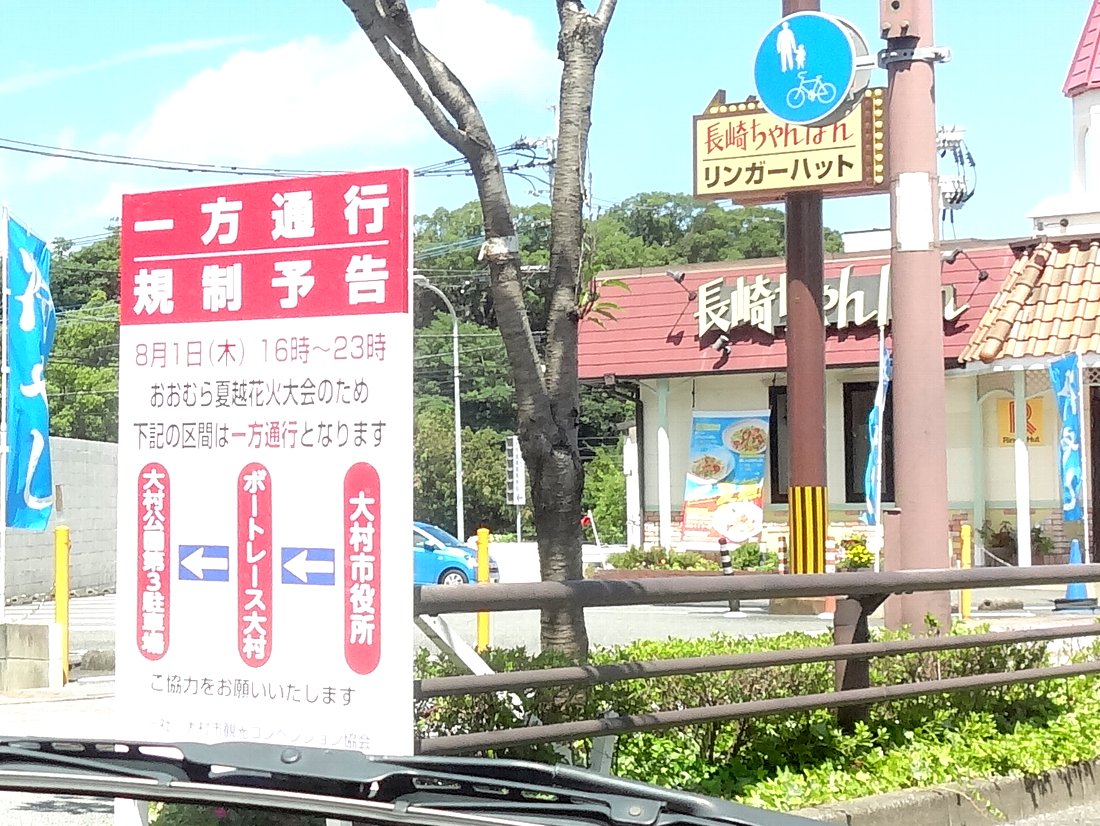 一方通行
規制予告
8月1日(木) 16時～23時
おおむら夏越花火大会のため
下記の区間は一方通行となります
大村公園第3駐車場
ボートレース大村
大村市役所
ご協力をお願いいたします
長崎ちゃんぽん
リンガーハット
長崎ちゃん